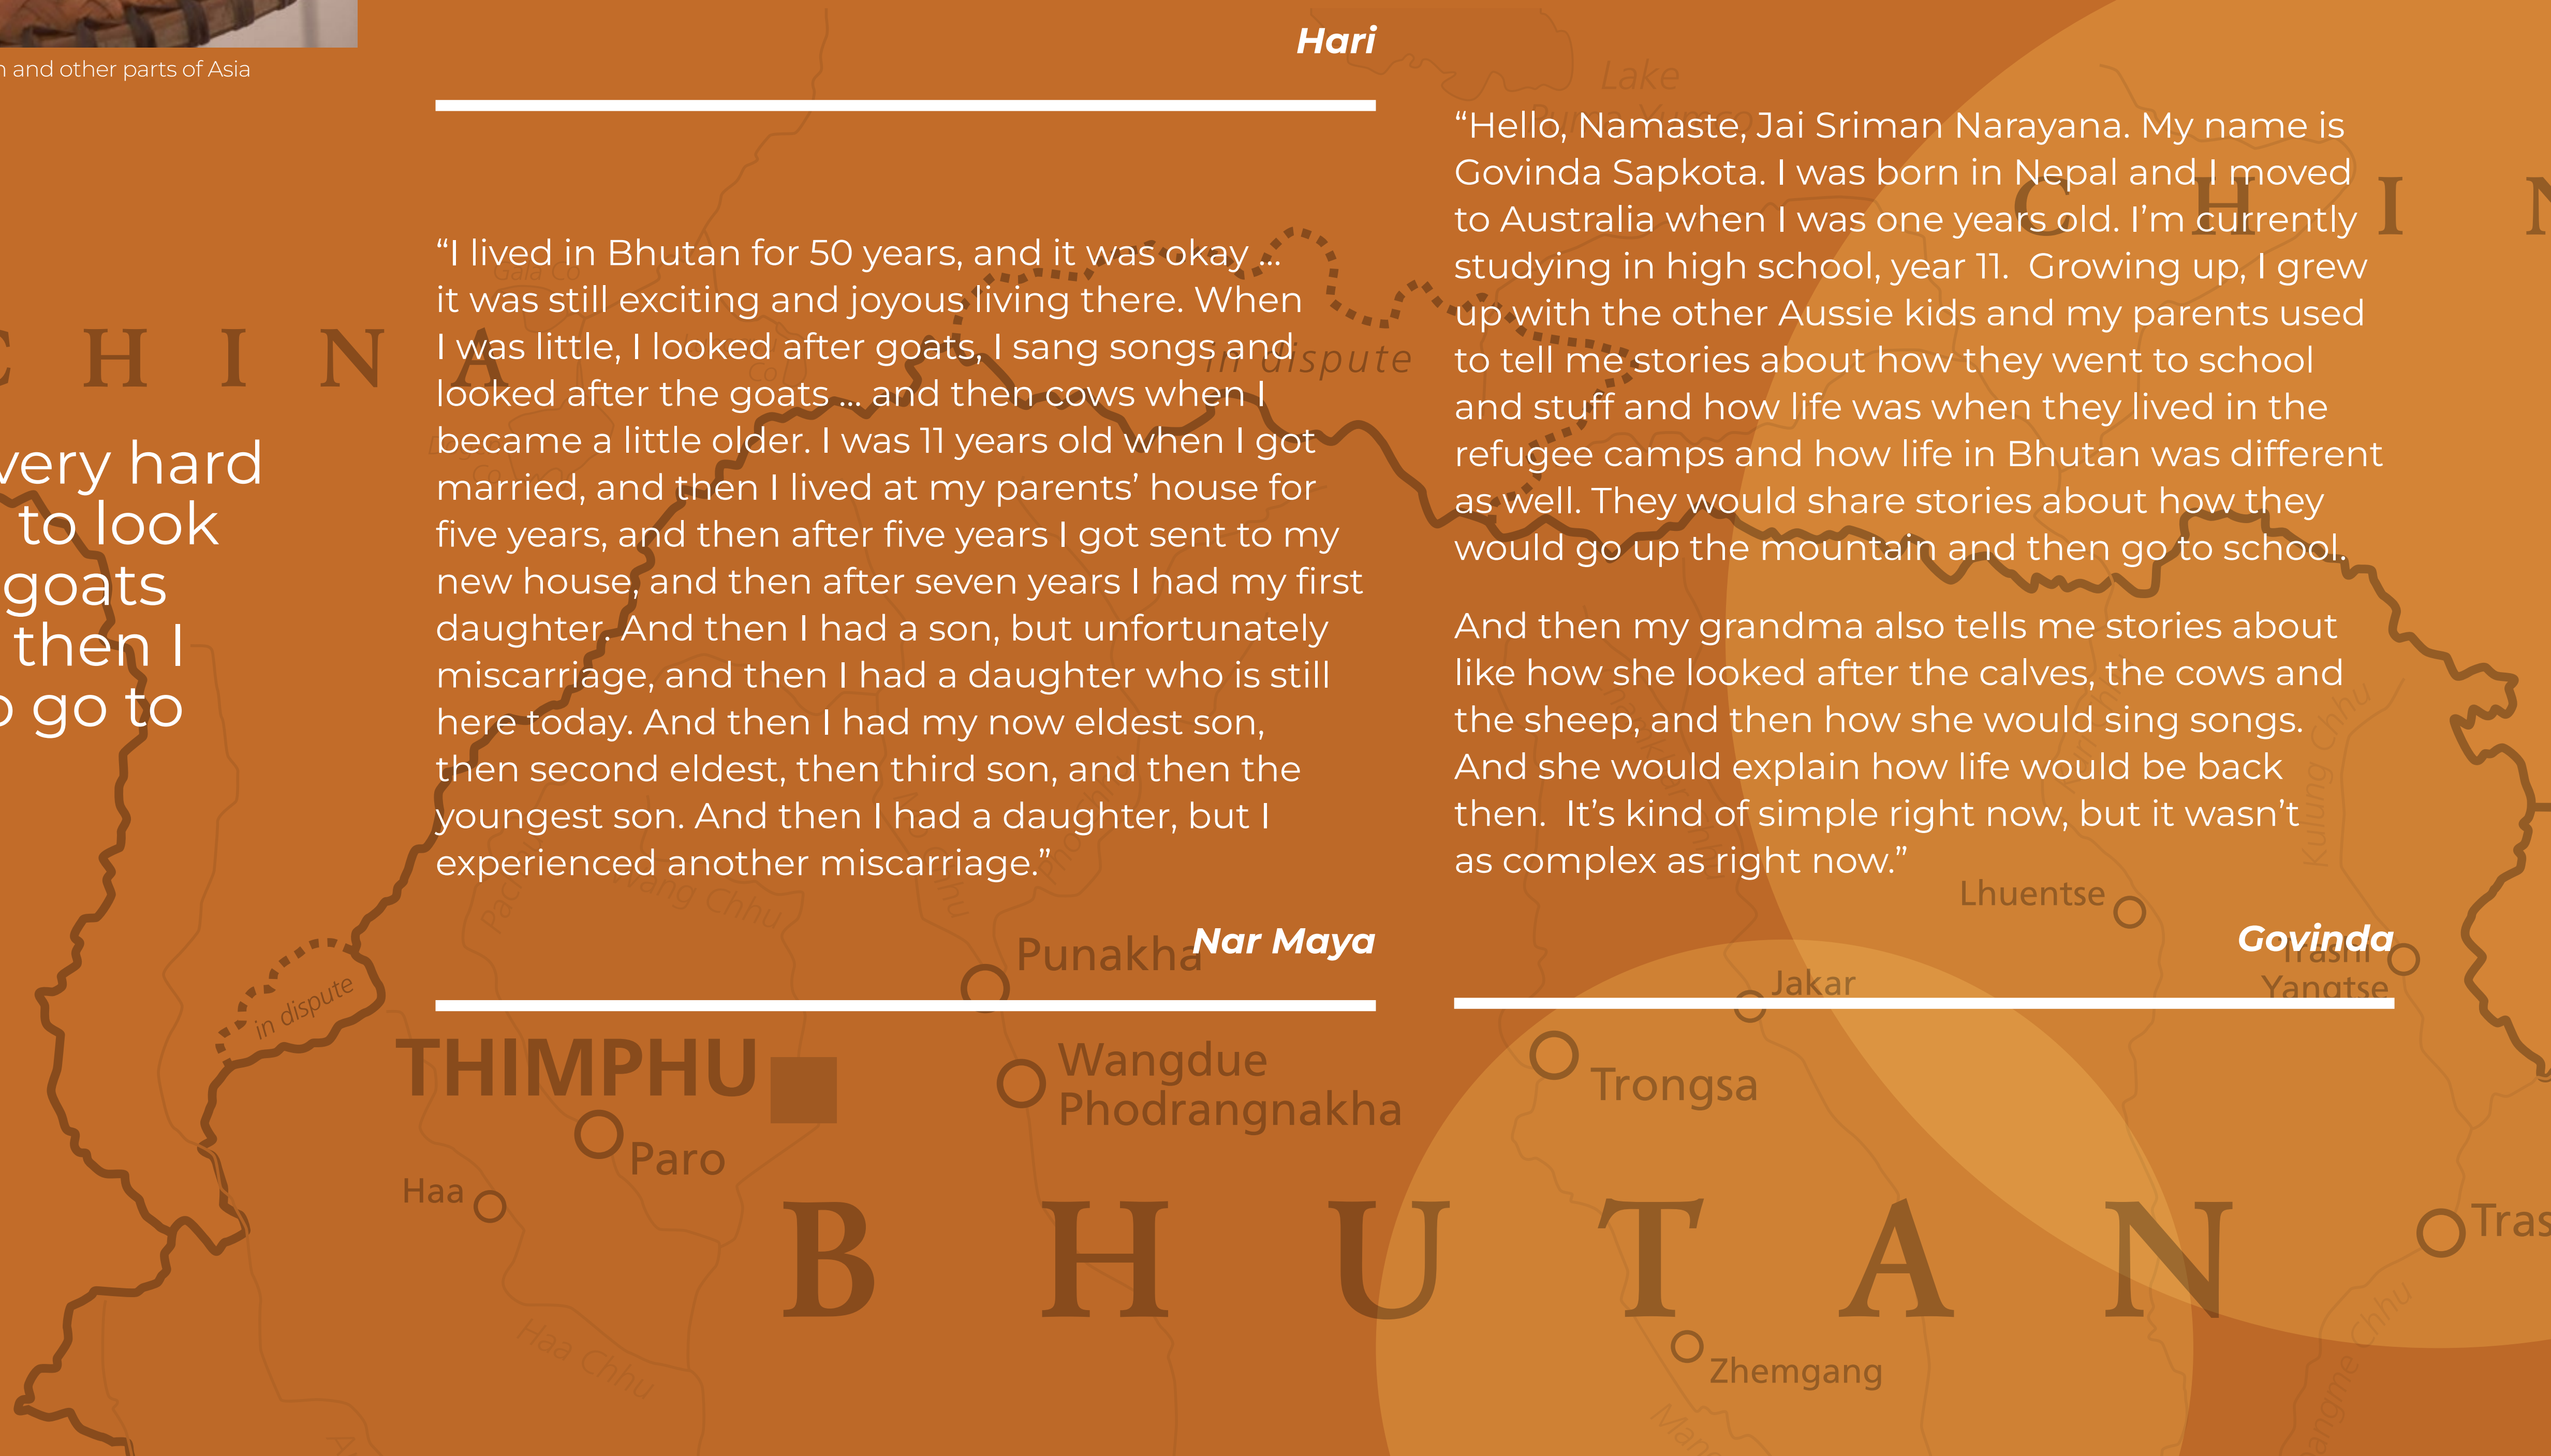 and other parts of Asia
very hard
to look
goats
then I
go to
Hari
“I lived in Bhutan for 50 years, and it was okay ...
it was still exciting and joyous living there. When
I was little, I looked after goats, I sang songs and
looked after the goats ... and then cows when I
became a little older. I was 11 years old when I got
married, and then I lived at my parents’ house for
five years, and then after five years I got sent to my
new house, and then after seven years I had my first
daughter. And then I had a son, but unfortunately
miscarriage, and then I had a daughter who is still
here today. And then I had my now eldest son,
then second eldest, then third son, and then the
youngest son. And then I had a daughter, but I
experienced another miscarriage.”
Nar Maya
“Hello, Namaste, Jai Sriman Narayana. My name is
Govinda Sapkota. I was born in Nepal and I moved
to Australia when I was one years old. I’m currently
studying in high school, year 11.  Growing up, I grew
up with the other Aussie kids and my parents used
to tell me stories about how they went to school
and stuff and how life was when they lived in the
refugee camps and how life in Bhutan was different
as well. They would share stories about how they
would go up the mountain and then go to school.
And then my grandma also tells me stories about
like how she looked after the calves, the cows and
the sheep, and then how she would sing songs.
And she would explain how life would be back
then.  It’s kind of simple right now, but it wasn’t
as complex as right now.”
Govinda
Lake
CHIN
CHINA
Gala Co
in dispute
Kulung Chhu
Wang Chhu
Lhuentse
Punakha
Trashi
Yangtse
Jakar
in dispute
THIMPHU
Wangdue
Phodrangnakha
Trongsa
Paro
Haa
BHUTAN
Tras
Haa Chhu
Zhemgang